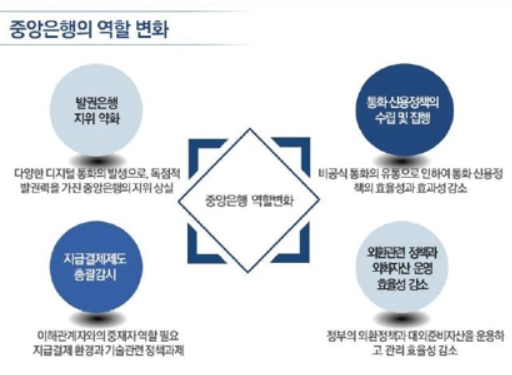 중앙은행의 역할 변화
발권은행
지위 약화
다양한 디지털 통화의 발생으로, 독점적
발권력을 가진 중앙은행의 지위 상실
통화 신용정책의
수립 및 집행
비공식 통화의 유통으로 인하여 통화 신용정
책의 효율성과 효과성 감소
중앙은행 역할변화
지급결제제도
총괄감시
이해관계자와의 중재자 역할 필요
지급결제 환경과 기술관련 정책과제
외환관련 정책과
외화자산 운영
효율성 감소
정부의 외환정책과 대외준비자산을 운용하
고 관리 효율성 감소